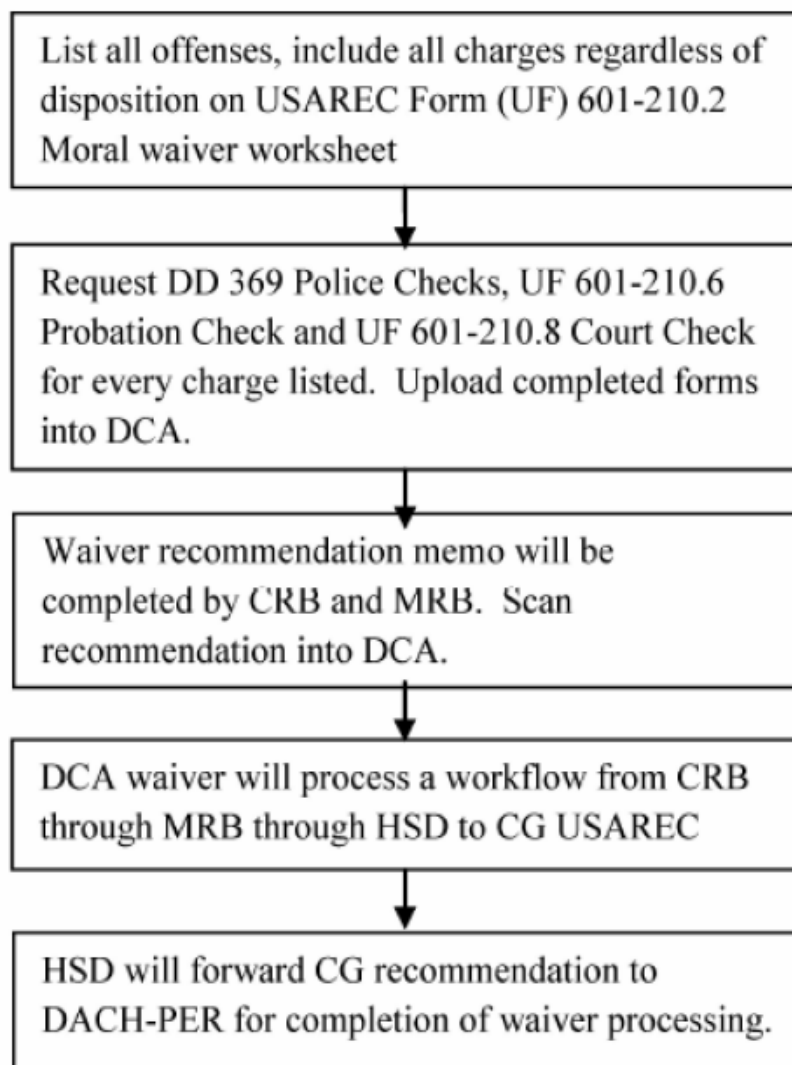 List all offenses, include all charges regardless of
disposition on USAREC Form (UF) 601-210.2
Moral waiver worksheet
Request DD 369 Police Checks, UF 601-210.6
Probation Check and UF 601-210.8 Court Check
for every charge listed.  Upload completed forms
into DCA.
Waiver recommendation memo will be
completed by CRB and MRB.  Scan
recommendation into DCA.
DCA waiver will process a workflow from CRB
through MRB through HSD to CG USAREC
HSD will forward CG recommendation to
DACH-PER for completion of waiver processing.